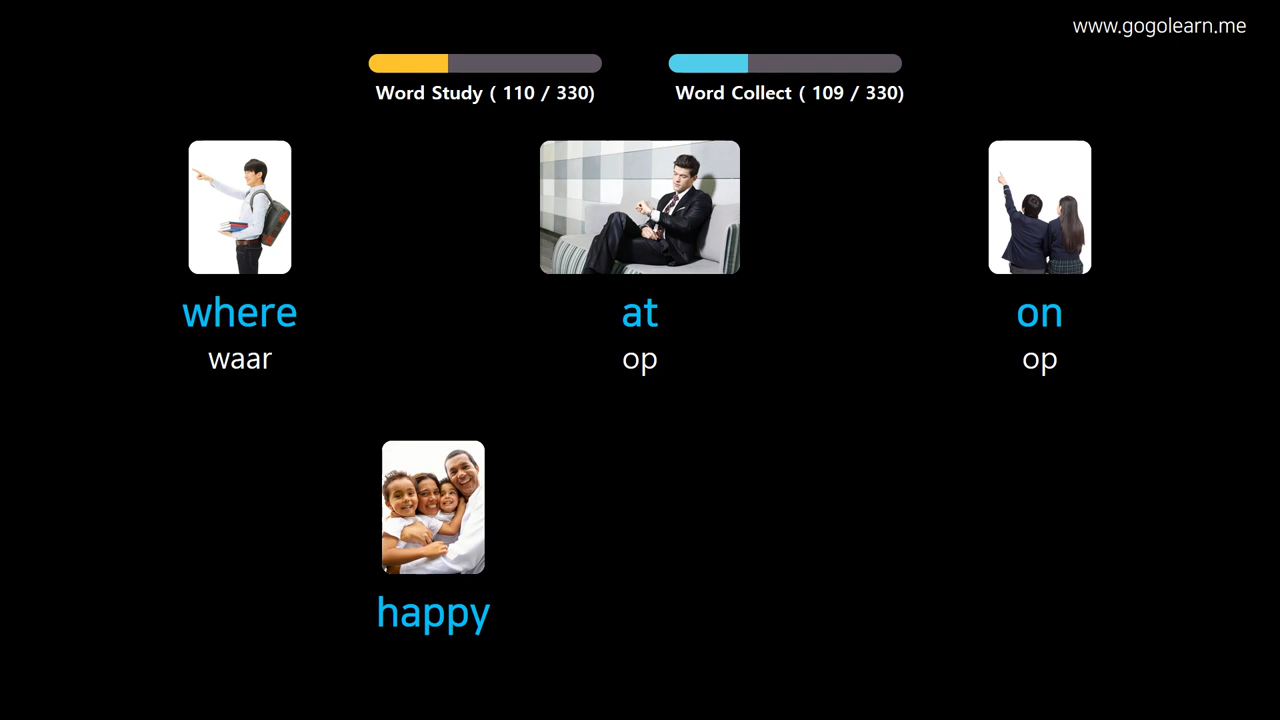 www.gogolearn.me
Word Study ( 110 / 330)
Word Collect ( 109 / 330)
where
at
on
waar
op
op
happy